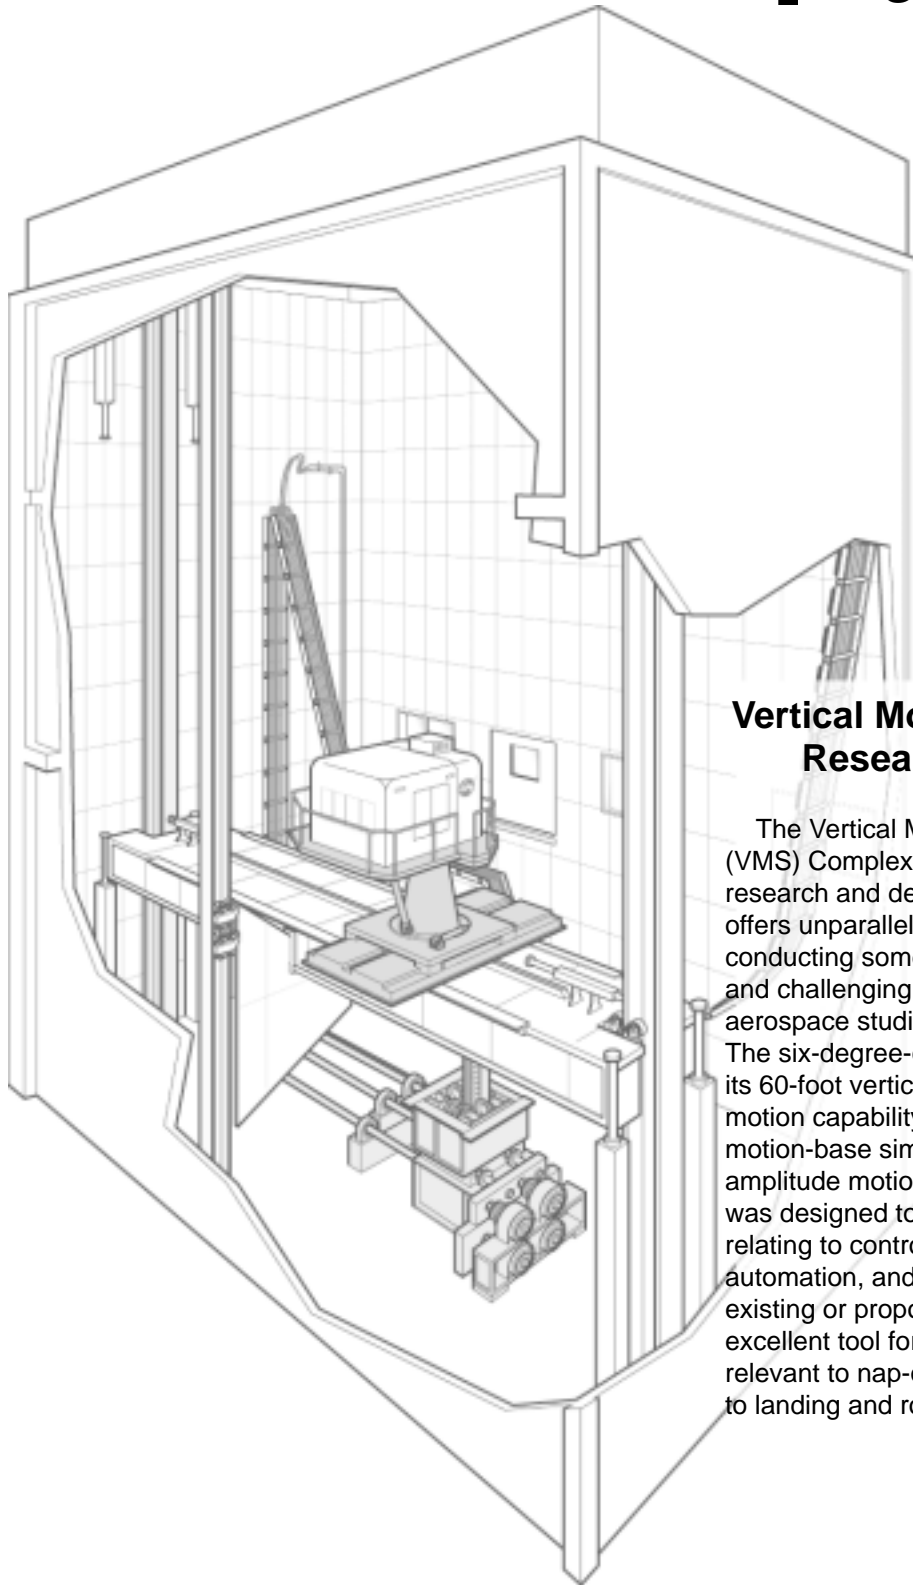 Vertical Mo
Resea
The Vertical M
(VMS) Complex
research and de
offers unparallel
conducting some
and challenging
aerospace studi
The six-degree-
its 60-foot vertic
motion capability
motion-base sim
amplitude motio
was designed to
relating to contro
automation, and
existing or propo
excellent tool for
relevant to nap-
to landing and ro